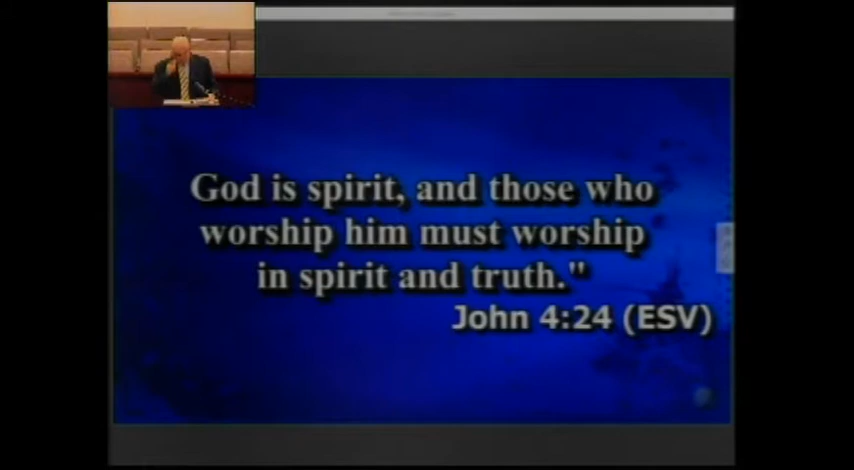 God is spirit, and those who
worship him must worship
in spirit and truth."
John 4:24 (ESV)